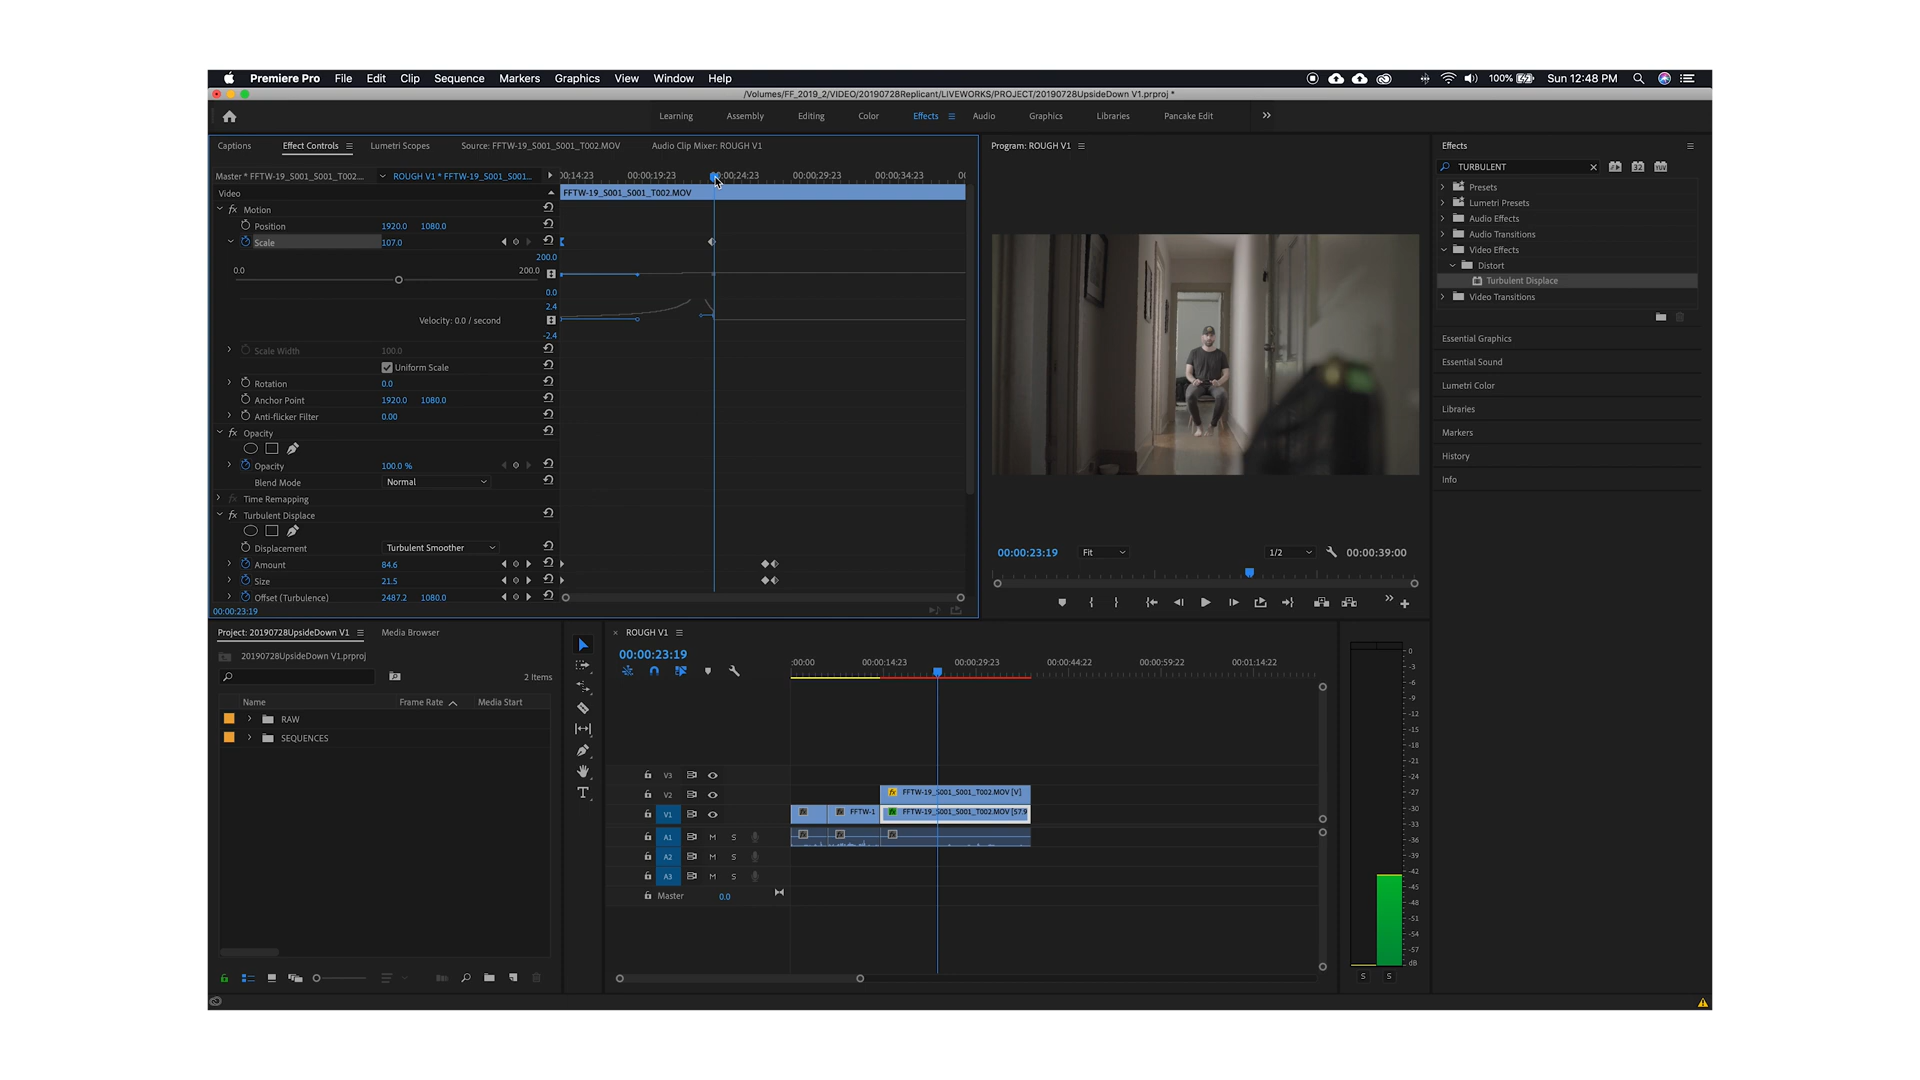 Premiere Pro File Edit Clip Sequence Markers Graphics View Window Help 100% Sun 12:48 PM
/Volumes/FF_2019_2/VIDEO/20190728Replicant/LIVEWORKS/PROJECT/20190728UpsideDown V1.prproj *
Learning Assembly Editing Color Effects Audio Graphics Libraries Pancake Edit
Captions Effect Controls Lumetri Scopes Source: FFTW-19_S001_S001_T002.MOV Audio Clip Mixer: ROUGH V1
Master * FFTW-19_S001_S001_T002... ROUGH V1 * FFTW-19_S001_S001...
):00:14:23 00:00:19:23 00:00:24:23 00:00:29:23 00:00:34:23 00
Video FFTW-19_S001_S001_T002.MOV
fx Motion
Position 1920.0 1080.0
Scale 107.0
200.0
0.0 200.0
0.0
2.4
Velocity: 0.0 / second
-2.4
Scale Width 100.0
Uniform Scale
Rotation 0.0
Anchor Point 1920.0 1080.0
Anti-flicker Filter 0.00
fx Opacity
Opacity 100.0 %
Blend Mode Normal
fx Time Remapping
fx Turbulent Displace
Displacement Turbulent Smoother
Amount 84.6
Size 21.5
Offset (Turbulence) 2487.2 1080.0
00:00:23:19
Program: ROUGH V1
00:00:23:19 Fit 1/2 00:00:39:00
Effects
TURBULENT
Presets
Lumetri Presets
Audio Effects
Audio Transitions
Video Effects
Distort
Turbulent Displace
Video Transitions
Essential Graphics
Essential Sound
Lumetri Color
Libraries
Markers
History
Info
Project: 20190728UpsideDown V1 Media Browser
20190728UpsideDown V1.prproj
2 Items
Name Frame Rate Media Start
RAW
SEQUENCES
ROUGH V1
00:00:23:19
:00:00 00:00:14:23 00:00:29:23 00:00:44:22 00:00:59:22 00:01:14:22
V3
V2 fx FFTW-19_S001_S001_T002.MOV [V]
V1 fx fx FFTW-1 fx FFTW-19_S001_S001_T002.MOV [57.9
A1 M S fx fx fx
A2 M S
A3 M S
Master 0.0
0
-3
-6
-9
-12
-15
-18
-21
-24
-27
-30
-33
-36
-39
-42
-45
-48
-51
-54
-57
dB
S S